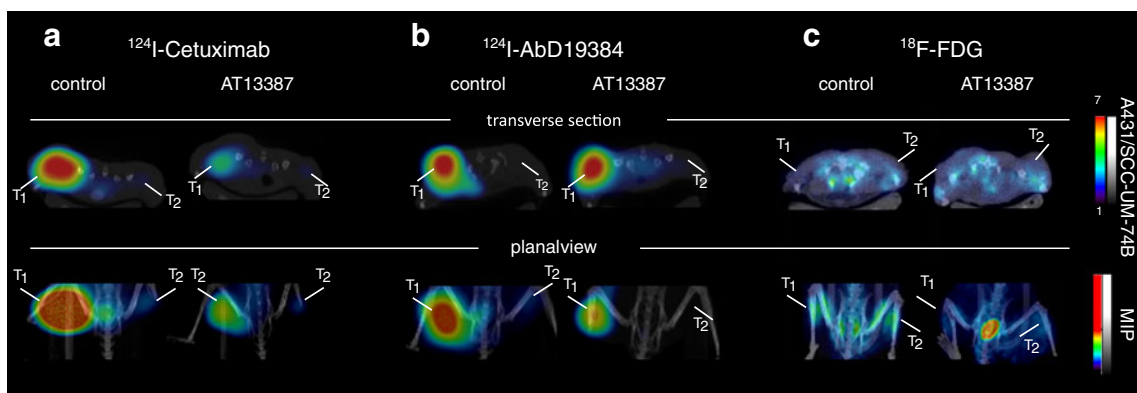 a
¹²⁴I-Cetuximab
control AT13387
b
¹²⁴I-AbD19384
control AT13387
c
¹⁸F-FDG
control AT13387
transverse section
T₁ T₂ T₁ T₂ T₁ T₂ T₁ T₂ T₁ T₂ T₁ T₂
7
1
A431/SCC-UM-74B
planalview
T₁ T₂ T₂ T₂ T₁ T₂ T₁ T₂ T₁ T₂ T₁ T₂
MIP